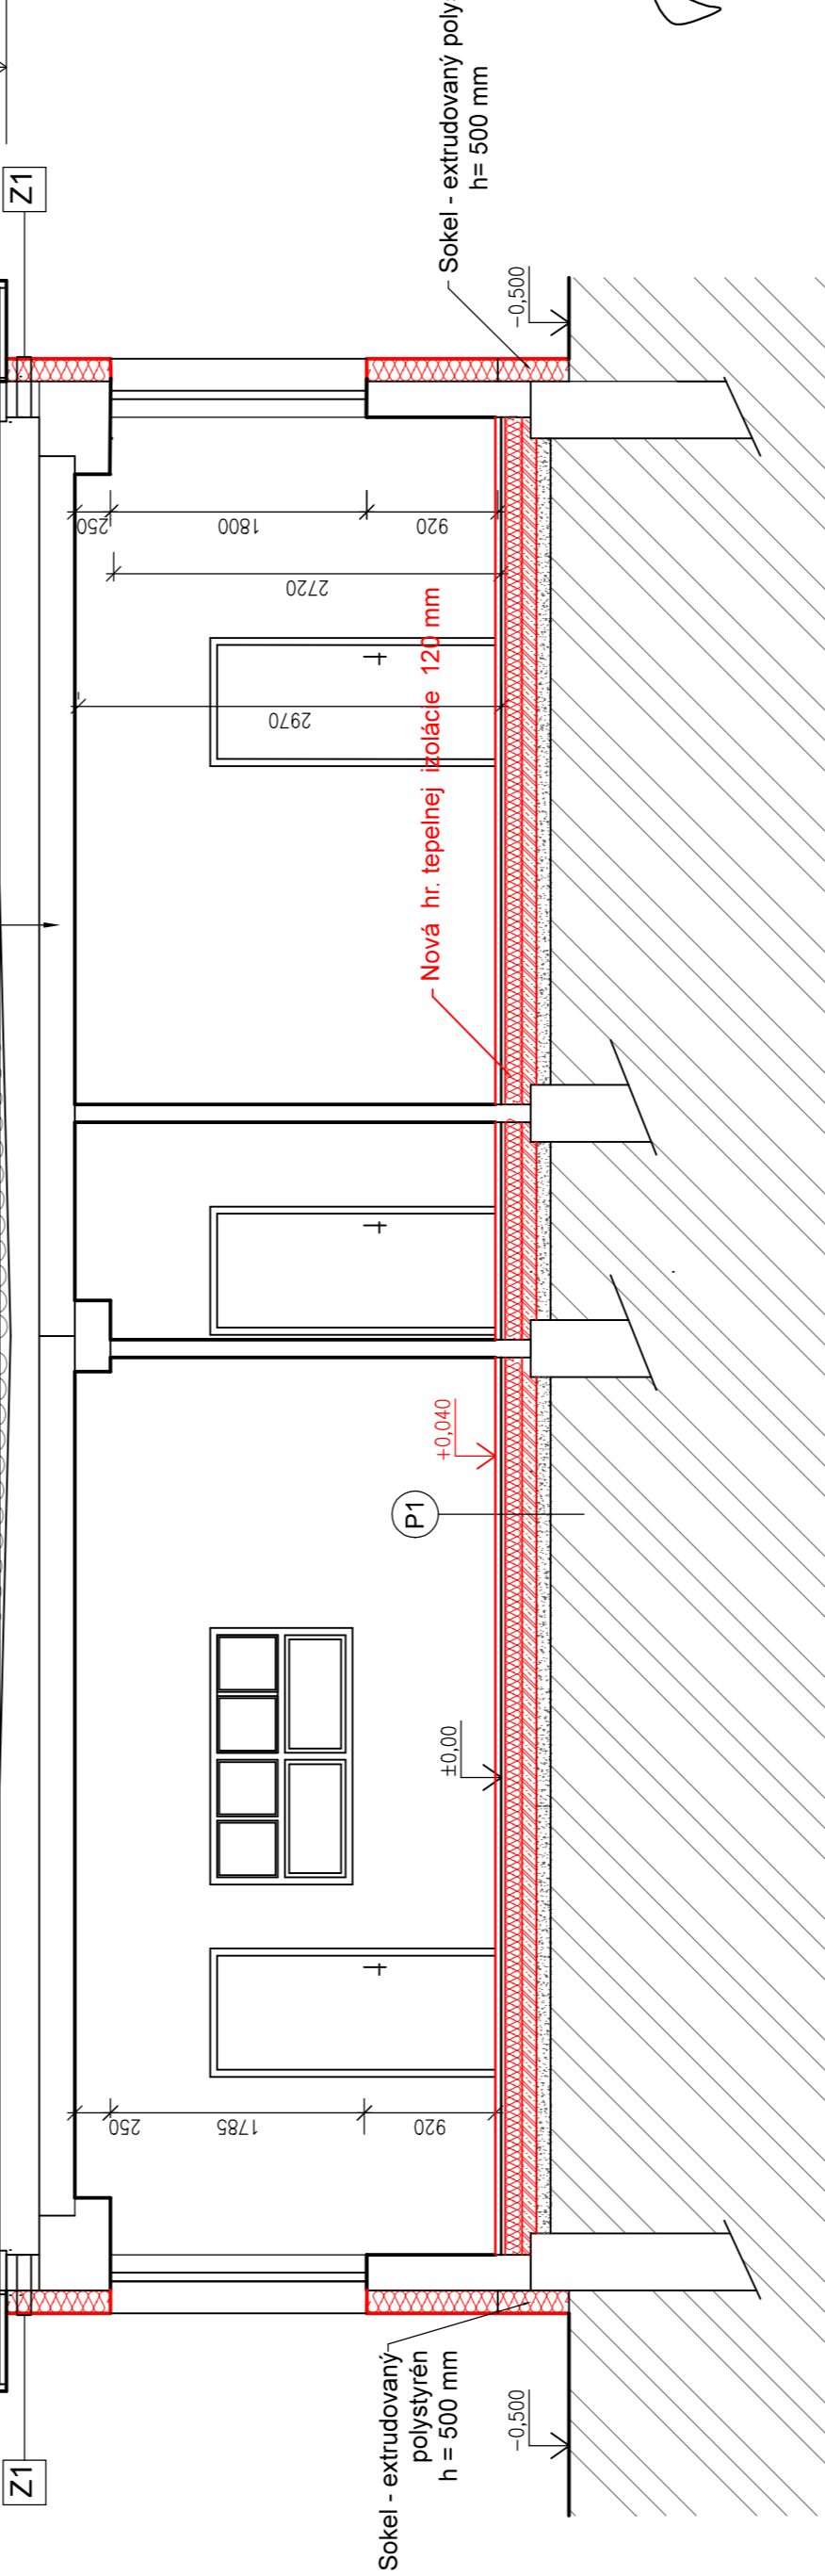 Z1
Z1
250
1785
920
250
1800
920
2720
2970
Nová hr. tepelnej izolácie 120 mm
+0,040
P1
±0,00
Sokel - extrudovaný
polystyrén
h = 500 mm
-0,500
Sokel - extrudovaný
h= 500 mm
-0,500